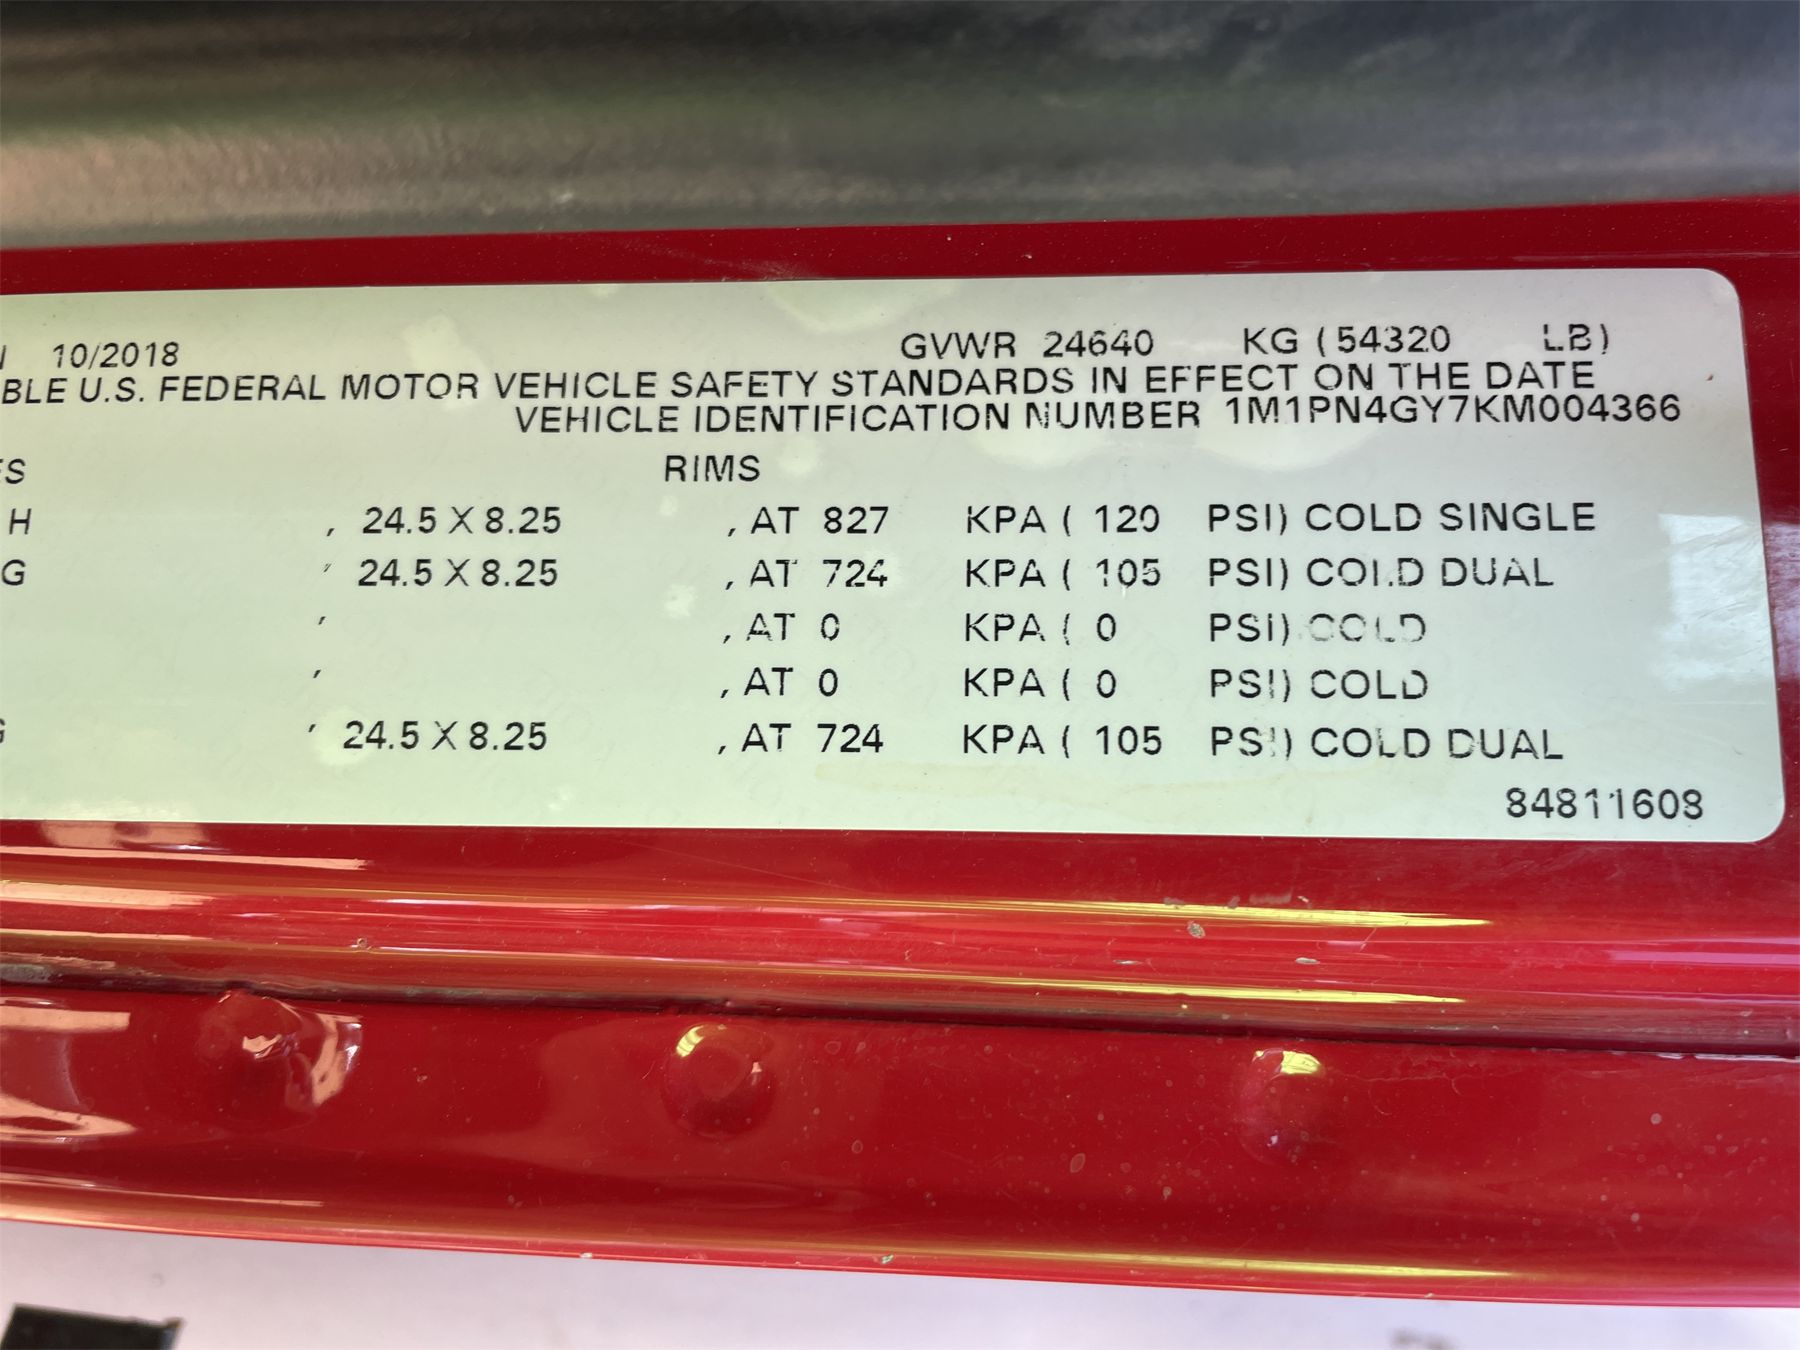 10/2018 GVWR 24640 KG ( 54320 LB)
BLE U.S. FEDERAL MOTOR VEHICLE SAFETY STANDARDS IN EFFECT ON THE DATE
VEHICLE IDENTIFICATION NUMBER 1M1PN4GY7KM004366
ES RIMS
H , 24.5 X 8.25 , AT 827 KPA ( 120 PSI) COLD SINGLE
G , 24.5 X 8.25 , AT 724 KPA ( 105 PSI) COLD DUAL
, , AT 0 KPA ( 0 PSI) COLD
, , AT 0 KPA ( 0 PSI) COLD
G , 24.5 X 8.25 , AT 724 KPA ( 105 PSI) COLD DUAL
84811608